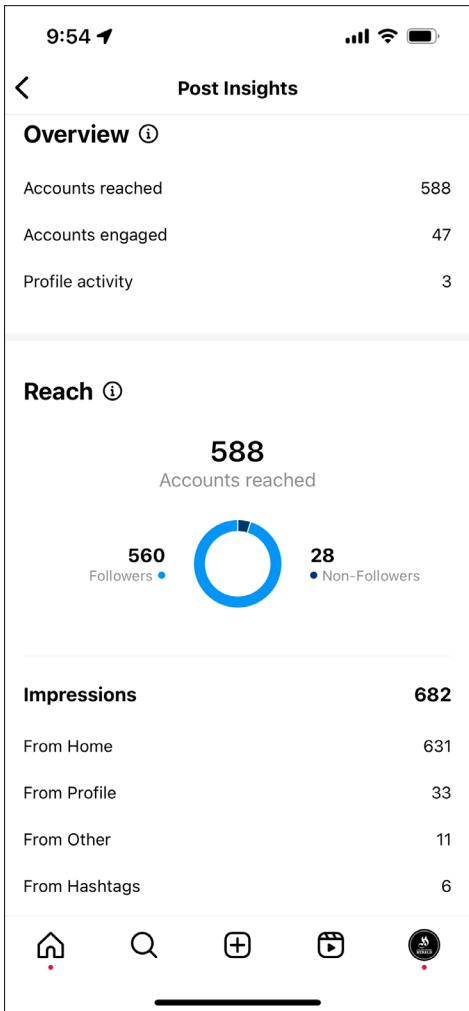 9:54
Post Insights
Overview
Accounts reached 588
Accounts engaged 47
Profile activity 3
Reach
588
Accounts reached
560 28
Followers Non-Followers
Impressions 682
From Home 631
From Profile 33
From Other 11
From Hashtags 6